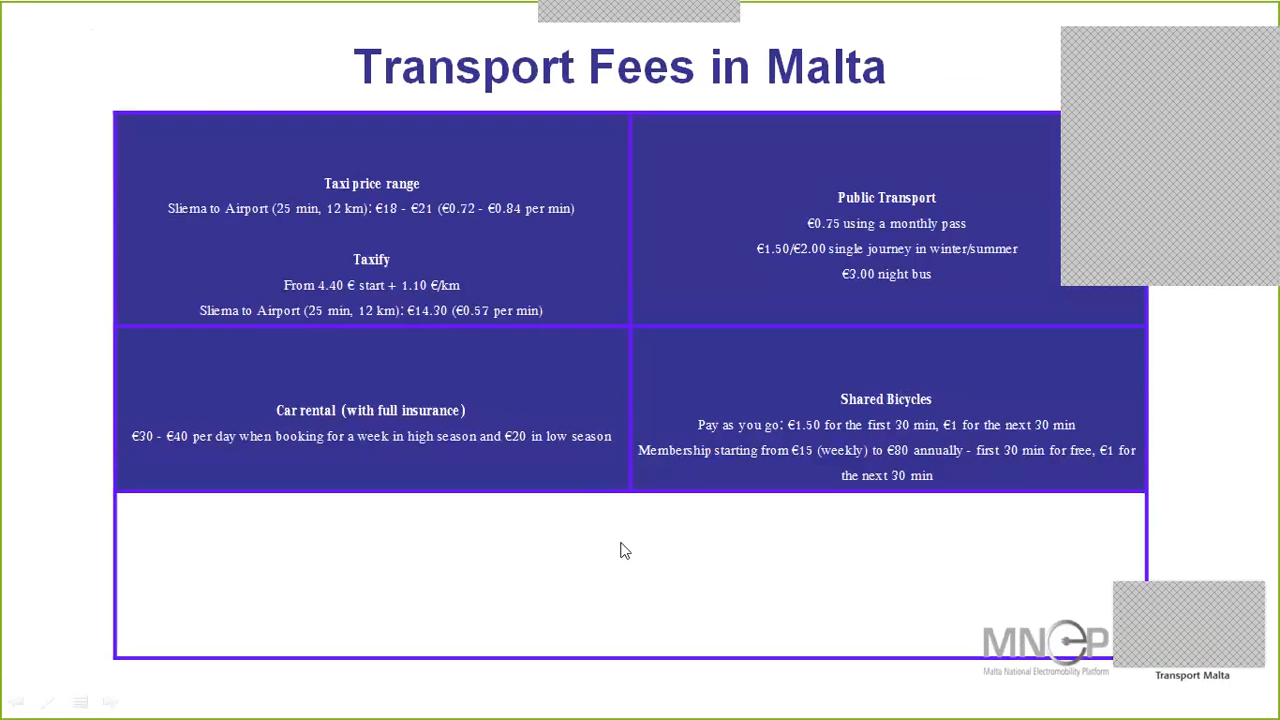 Transport Fees in Malta
Taxi price range
Sliema to Airport (25 min, 12 km): €18 - €21 (€0.72 - €0.84 per min)
Taxify
From 4.40 € start + 1.10 €/km
Sliema to Airport (25 min, 12 km): €14.30 (€0.57 per min)
Public Transport
€0.75 using a monthly pass
€1.50/€2.00 single journey in winter/summer
€3.00 night bus
Car rental (with full insurance)
€30 - €40 per day when booking for a week in high season and €20 in low season
Shared Bicycles
Pay as you go: €1.50 for the first 30 min, €1 for the next 30 min
Membership starting from €15 (weekly) to €80 annually - first 30 min for free, €1 for
the next 30 min
MNEP
Malta National Electromobility Platform
Transport Malta